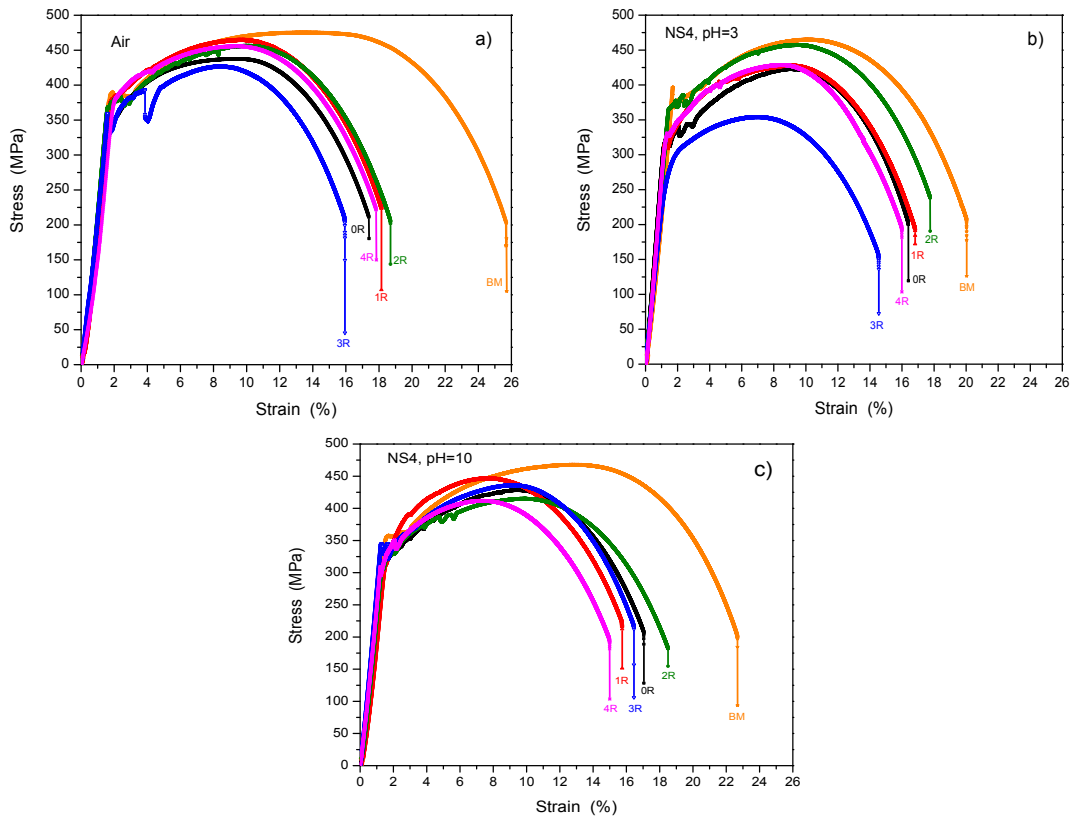 Air
a)
500
450
400
350
300
250
200
150
100
50
0
Stress (MPa)
0R
4R
2R
1R
3R
BM
0 2 4 6 8 10 12 14 16 18 20 22 24 26
Strain (%)
NS4, pH=3
b)
500
450
400
350
300
250
200
150
100
50
0
Stress (MPa)
2R
1R
0R
4R
BM
3R
0 2 4 6 8 10 12 14 16 18 20 22 24 26
Strain (%)
NS4, pH=10
c)
500
450
400
350
300
250
200
150
100
50
0
Stress (MPa)
1R
2R
0R
4R
3R
BM
0 2 4 6 8 10 12 14 16 18 20 22 24 26
Strain (%)